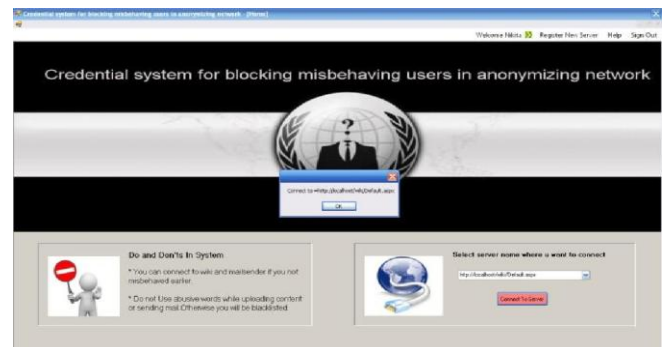 Credential system for blocking misbehaving users in anonymizing network - [Home]
Welcome Nikita Register New Server Help Sign Out
Credential system for blocking misbehaving users in anonymizing network
?
Connect to =http://localhost/wiki/Default.aspx
OK
Do and Don'ts In System
* You can connect to wiki and mailsender if you not
misbehaved earlier.
* Do not Use abusive words while uploading content
or sending mail.Otherwise you will be blacklisted
Select server name where u want to connect
http://localhost/wiki/Default.aspx
Connect To Server